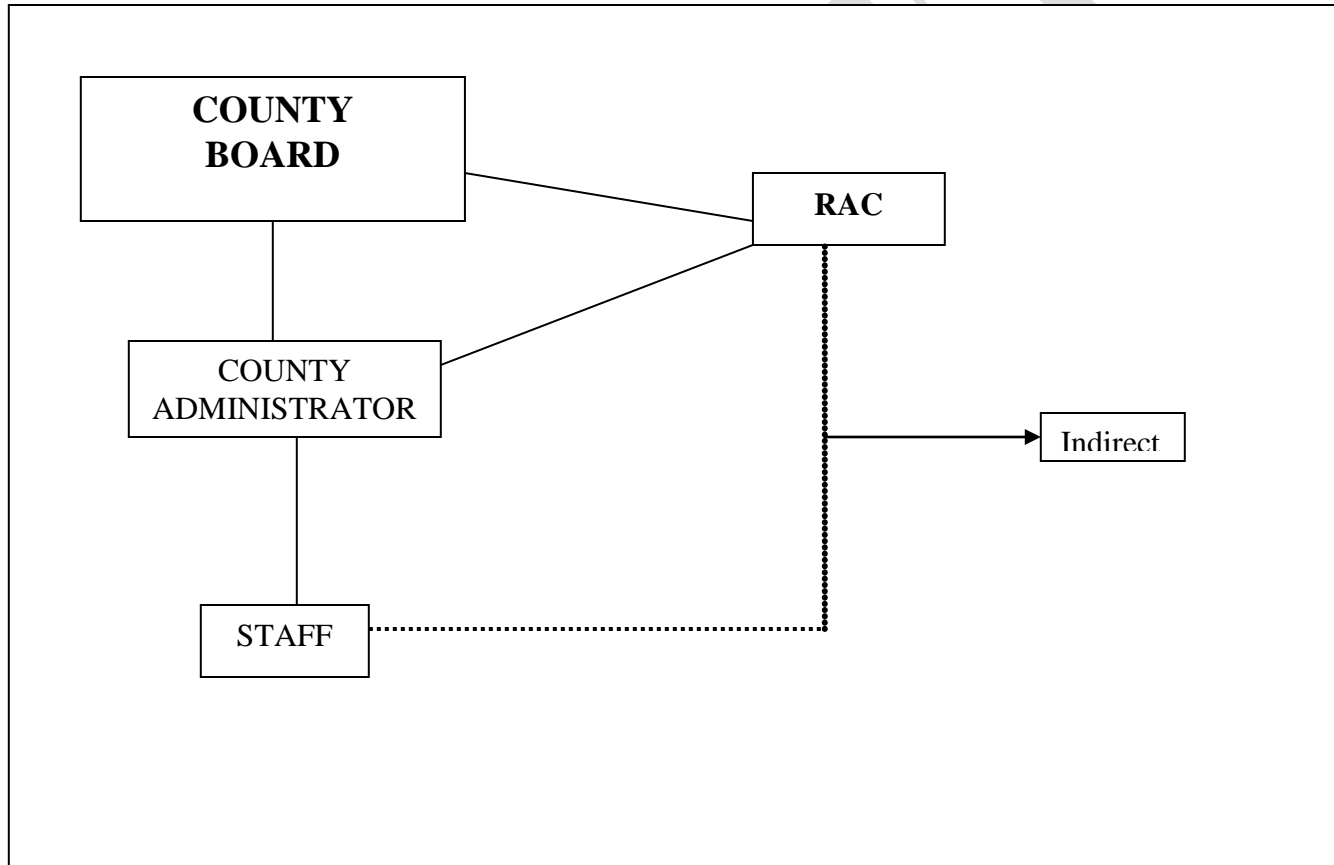 COUNTY
BOARD
RAC
COUNTY
ADMINISTRATOR
Indirect
STAFF